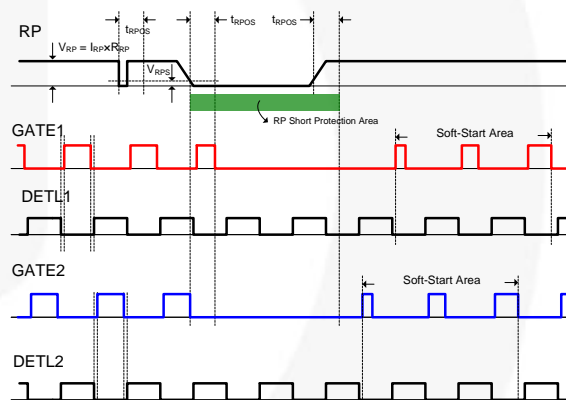 tRPOS tRPOS
tRPOS
RP
VRP = IRP×RRP
VRPS
RP Short Protection Area
GATE1
Soft-Start Area
DETL1
GATE2
Soft-Start Area
DETL2